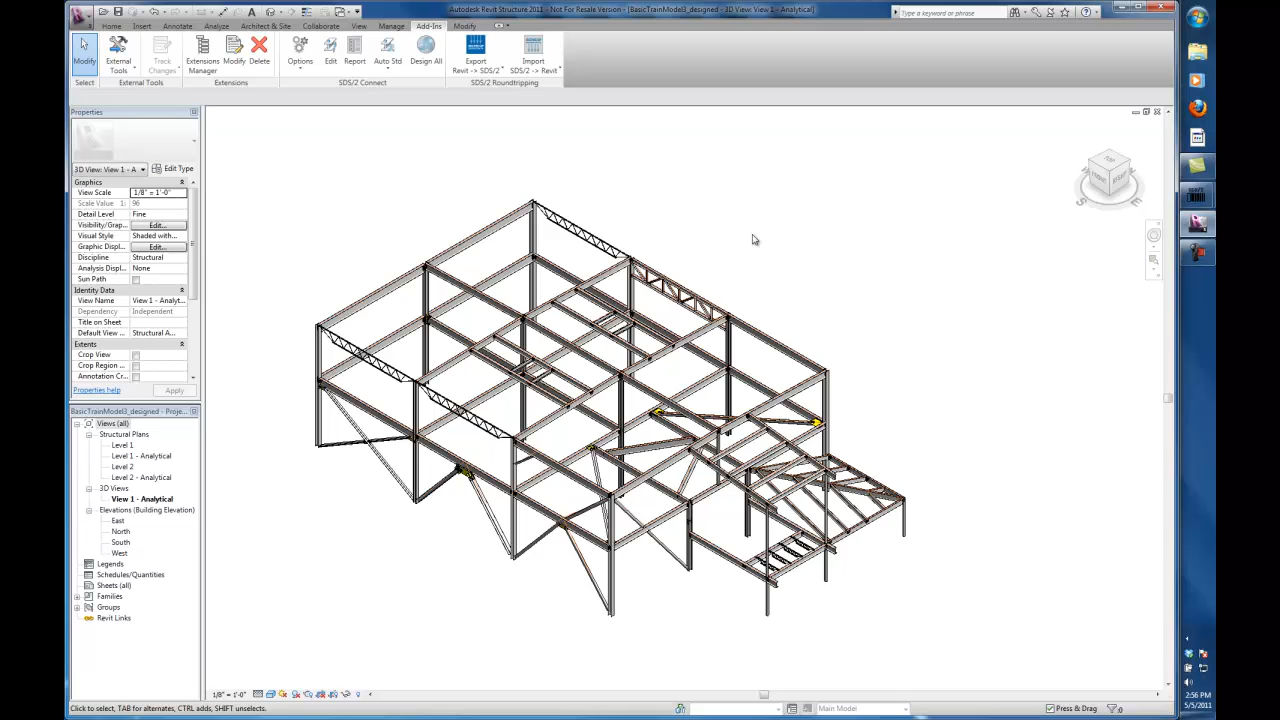 Autodesk Revit Structure 2011 - Not For Resale Version - [BasicTrainModel3_designed - 3D View: View 1 - Analytical]
Type a keyword or phrase
Home Insert Annotate Analyze Architect & Site Collaborate View Manage Add-Ins Modify
Modify External Tools Track Changes Extensions Manager Modify Delete Options Edit Report Auto Std Design All Export Revit -> SDS/2 Import SDS/2 -> Revit
Select External Tools Extensions SDS/2 Connect SDS/2 Roundtripping
Properties
3D View: View 1 - A Edit Type
Graphics
View Scale 1/8" = 1'-0"
Scale Value 1: 96
Detail Level Fine
Visibility/Grap... Edit...
Visual Style Shaded with...
Graphic Displ... Edit...
Discipline Structural
Analysis Displ... None
Sun Path
Identity Data
View Name View 1 - Analyt...
Dependency Independent
Title on Sheet
Default View ... Structural A...
Extents
Crop View
Crop Region ...
Annotation Cr...
Properties help Apply
BasicTrainModel3_designed - Proje...
Views (all)
Structural Plans
Level 1
Level 1 - Analytical
Level 2
Level 2 - Analytical
3D Views
View 1 - Analytical
Elevations (Building Elevation)
East
North
South
West
Legends
Schedules/Quantities
Sheets (all)
Families
Groups
Revit Links
TOP
FRONT RIGHT
S E
1/8" = 1'-0"
Click to select, TAB for alternates, CTRL adds, SHIFT unselects.
Main Model
Press & Drag
:0
2:56 PM
5/5/2011